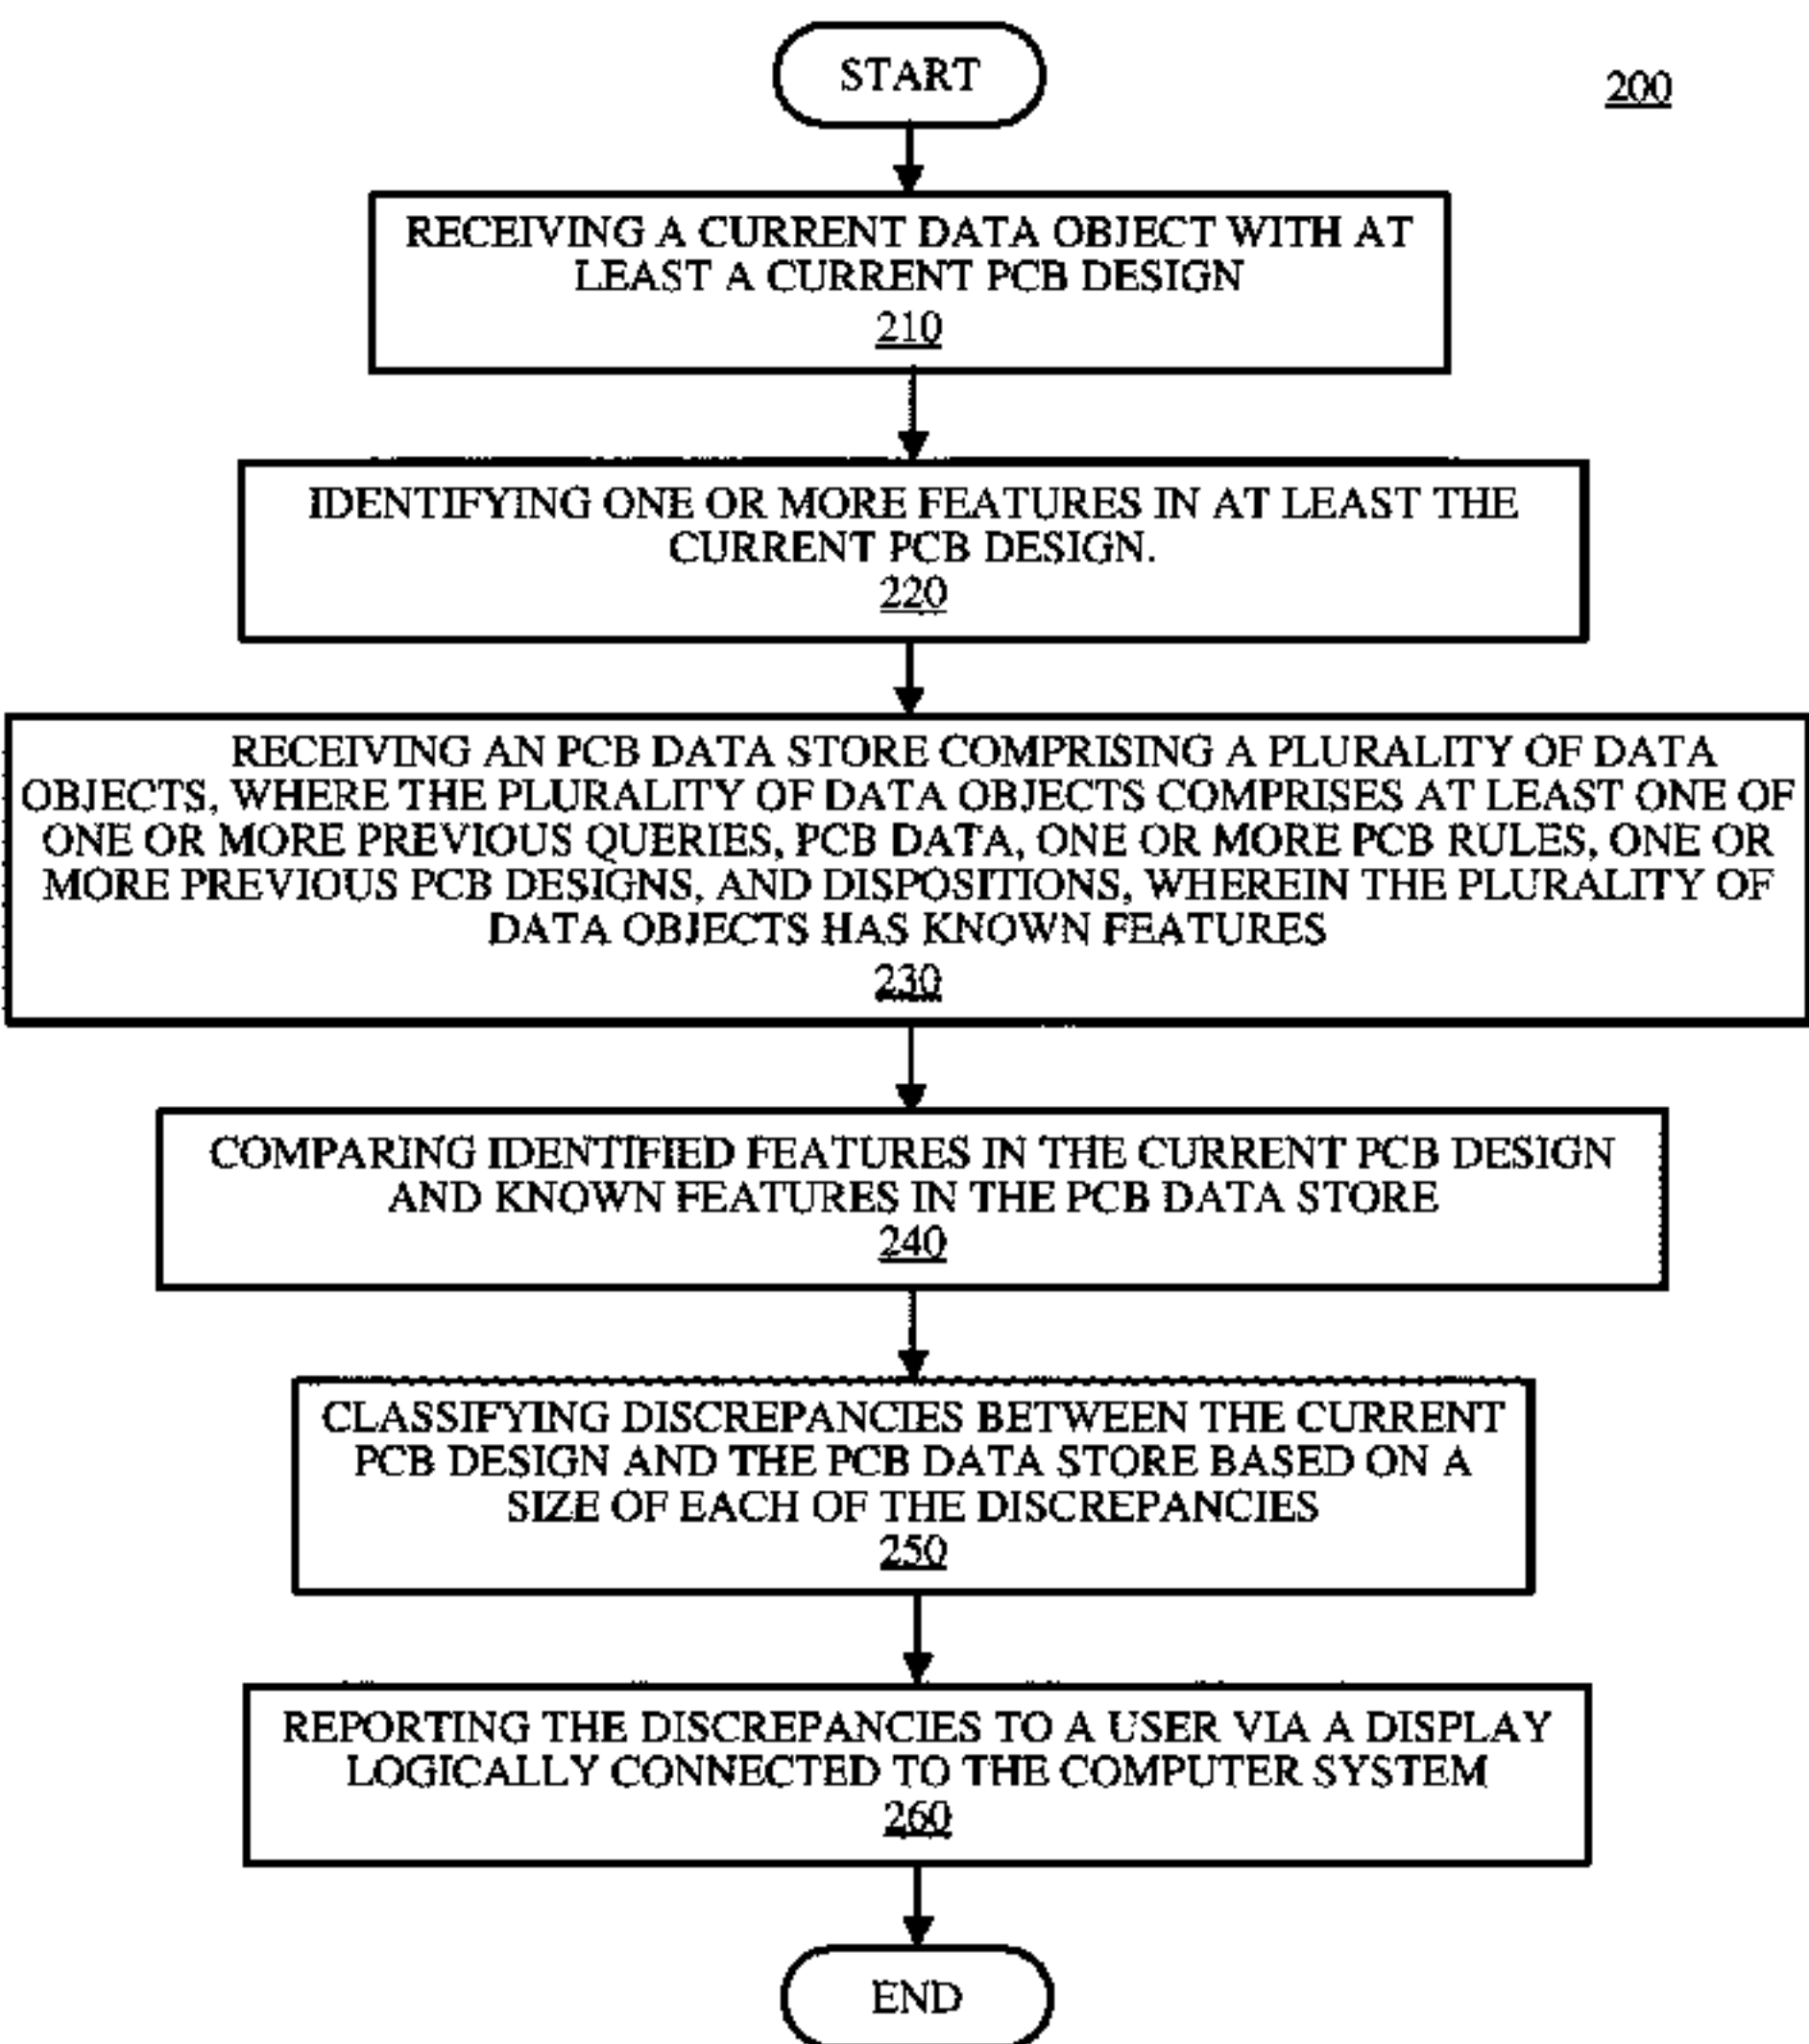 START
200
RECEIVING A CURRENT DATA OBJECT WITH AT
LEAST A CURRENT PCB DESIGN
210
IDENTIFYING ONE OR MORE FEATURES IN AT LEAST THE
CURRENT PCB DESIGN.
220
RECEIVING AN PCB DATA STORE COMPRISING A PLURALITY OF DATA
OBJECTS, WHERE THE PLURALITY OF DATA OBJECTS COMPRISES AT LEAST ONE OF
ONE OR MORE PREVIOUS QUERIES, PCB DATA, ONE OR MORE PCB RULES, ONE OR
MORE PREVIOUS PCB DESIGNS, AND DISPOSITIONS, WHEREIN THE PLURALITY OF
DATA OBJECTS HAS KNOWN FEATURES
230
COMPARING IDENTIFIED FEATURES IN THE CURRENT PCB DESIGN
AND KNOWN FEATURES IN THE PCB DATA STORE
240
CLASSIFYING DISCREPANCIES BETWEEN THE CURRENT
PCB DESIGN AND THE PCB DATA STORE BASED ON A
SIZE OF EACH OF THE DISCREPANCIES
250
REPORTING THE DISCREPANCIES TO A USER VIA A DISPLAY
LOGICALLY CONNECTED TO THE COMPUTER SYSTEM
260
END